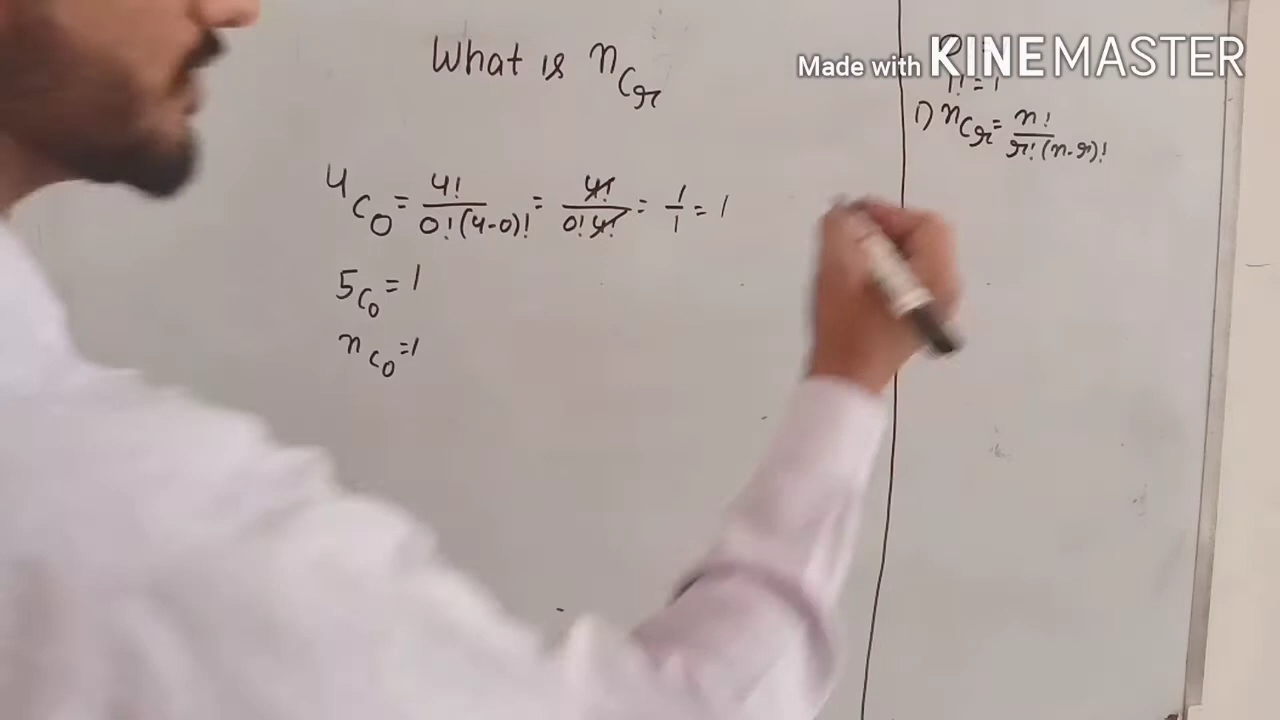 What is nCr
Made with KINEMASTER
1! = 1
1) nCr = n! / r!(n-r)!
4C0 = 4! / 0!(4-0)! = 4! / 0!4! = 1/1 = 1
5C0 = 1
nC0 = 1